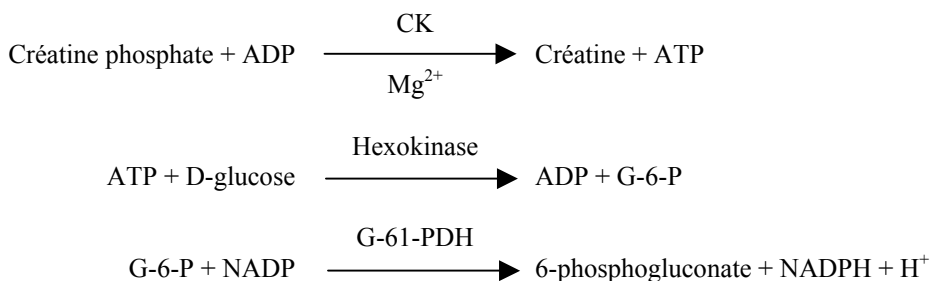 CK
Créatine phosphate + ADP Créatine + ATP
Mg2+
Hexokinase
ATP + D-glucose ADP + G-6-P
G-61-PDH
G-6-P + NADP 6-phosphogluconate + NADPH + H+